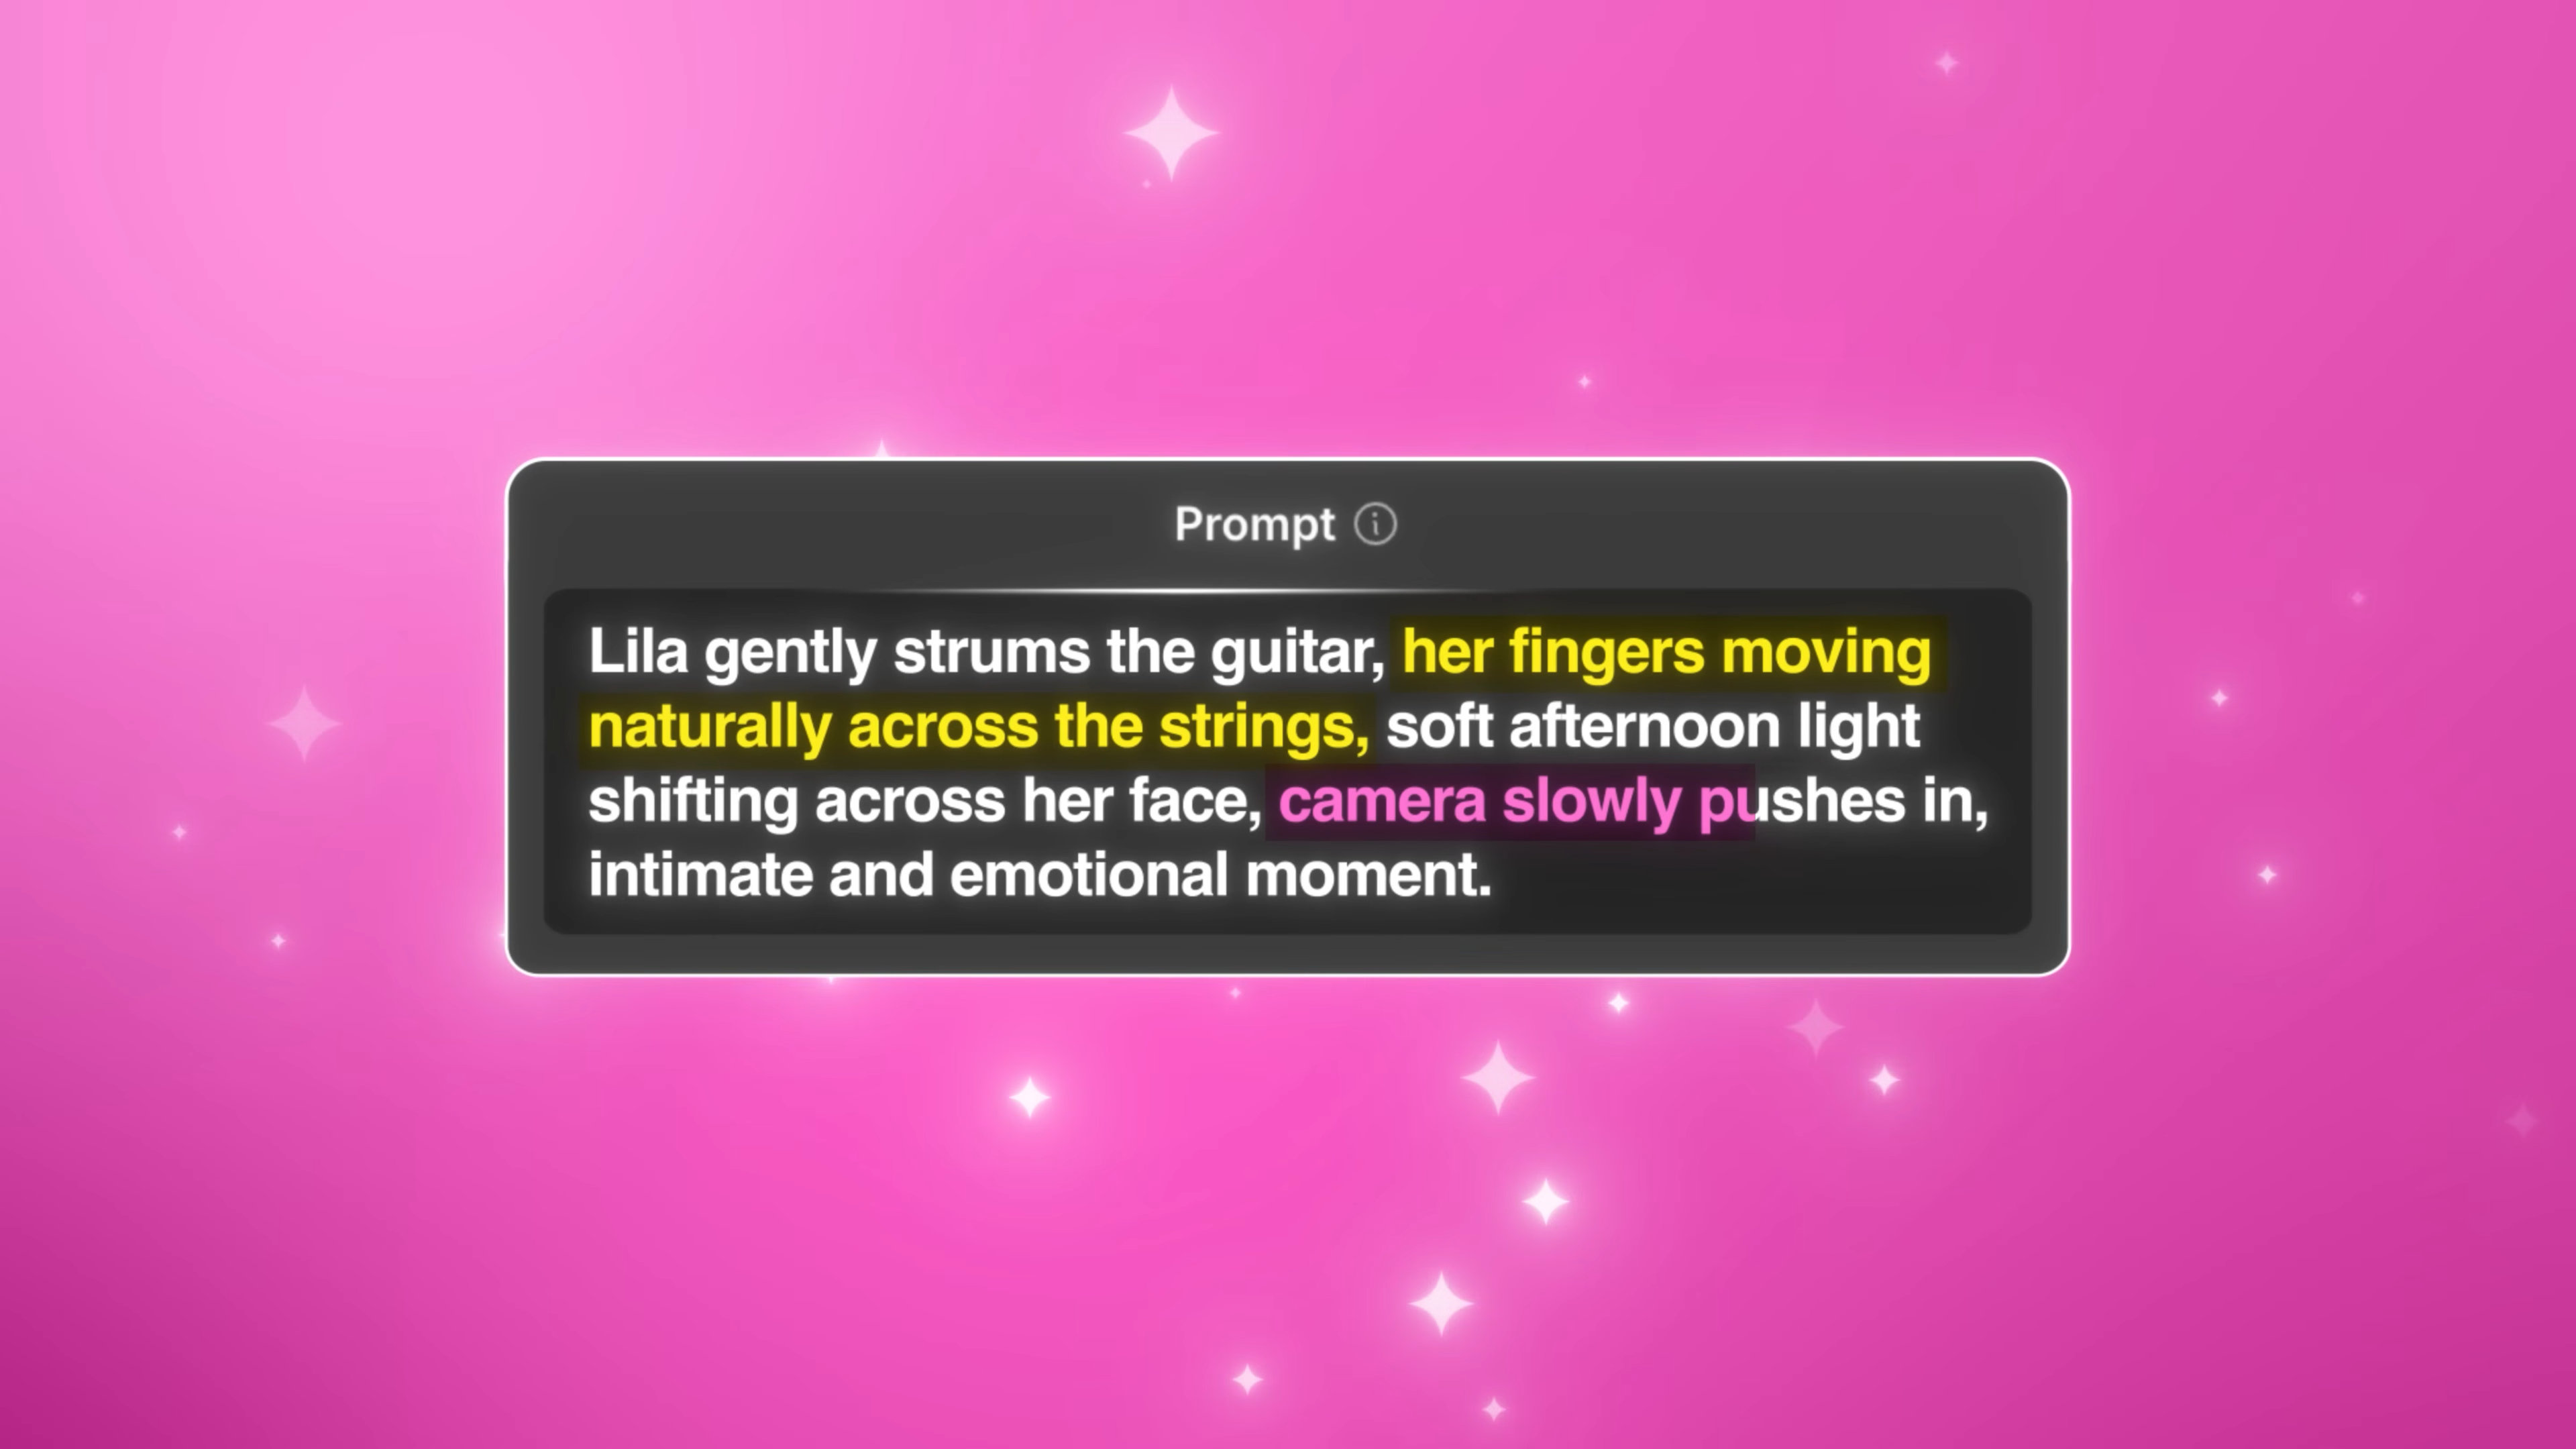 Prompt
Lila gently strums the guitar, her fingers moving
naturally across the strings, soft afternoon light
shifting across her face, camera slowly pushes in,
intimate and emotional moment.